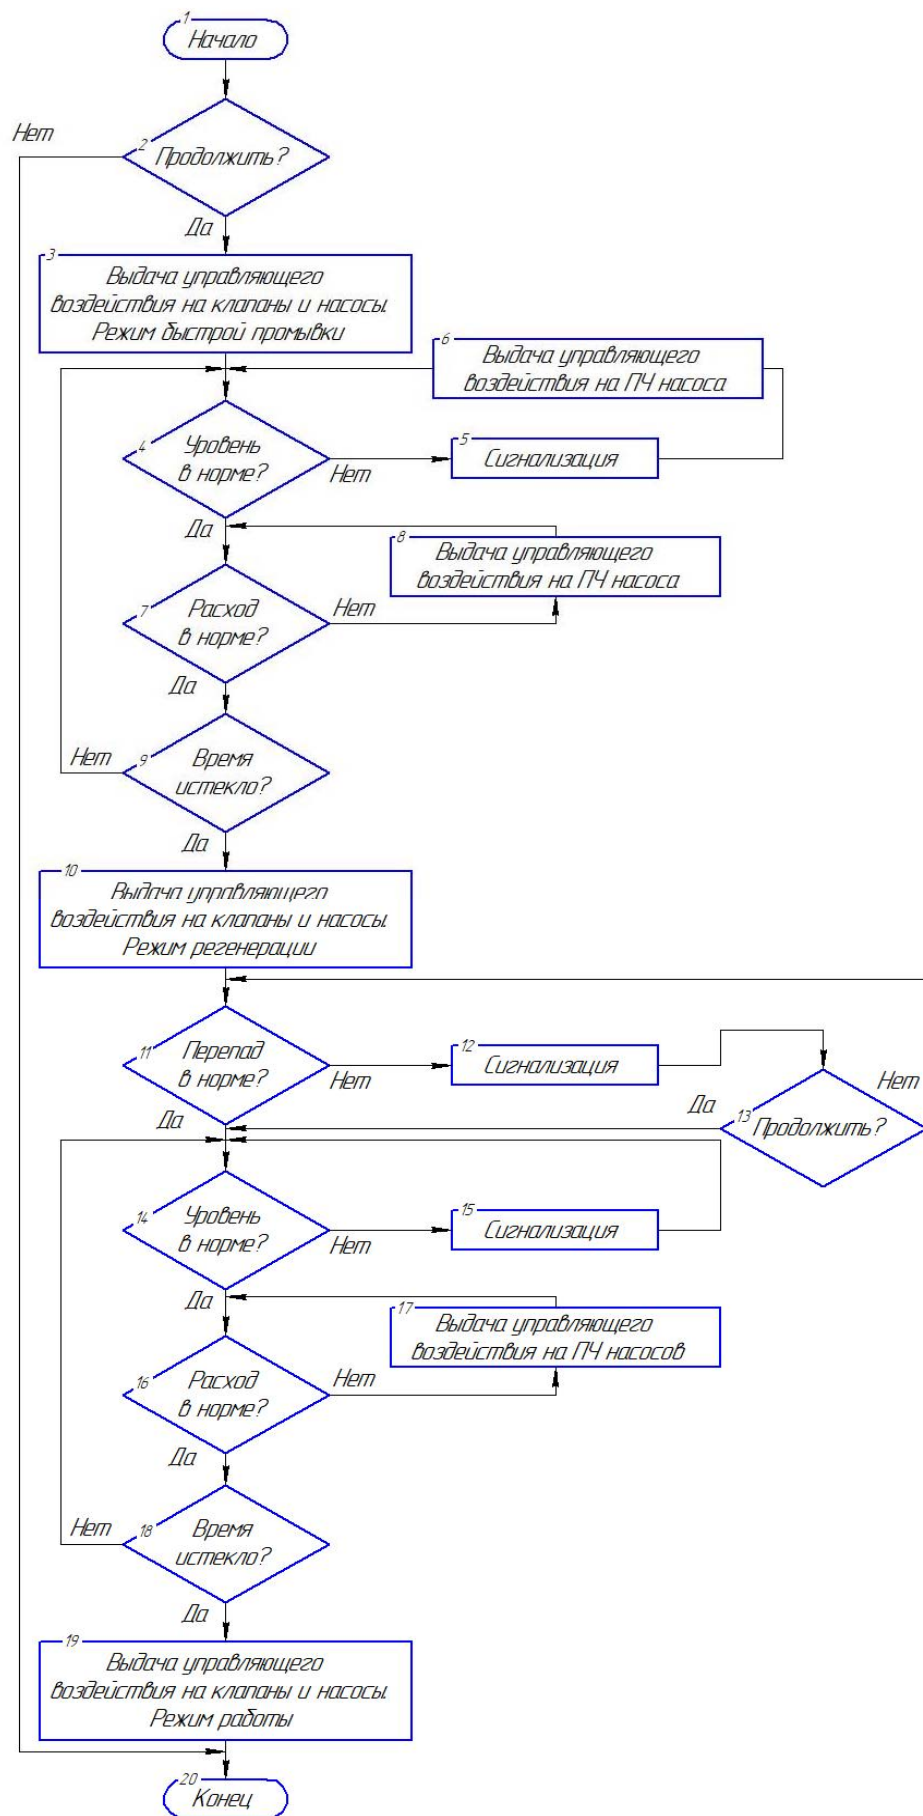 1
Начало
Нет
2
Продолжить?
Да
3
Выдача управляющего
воздействия на клапаны и насосы.
Режим быстрой промывки
6
Выдача управляющего
воздействия на ПЧ насоса
4
Уровень
в норме?
Нет
5
Сигнализация
Да
8
Выдача управляющего
воздействия на ПЧ насоса
7
Расход
в норме?
Нет
Да
Нет
9
Время
истекло?
Да
10
Выдача управляющего
воздействия на клапаны и насосы.
Режим регенерации
11
Перепад
в норме?
Нет
12
Сигнализация
Нет
Да
Да
13
Продолжить?
14
Уровень
в норме?
Нет
15
Сигнализация
Да
17
Выдача управляющего
воздействия на ПЧ насосов
16
Расход
в норме?
Нет
Да
Нет
18
Время
истекло?
Да
19
Выдача управляющего
воздействия на клапаны и насосы.
Режим работы
20
Конец